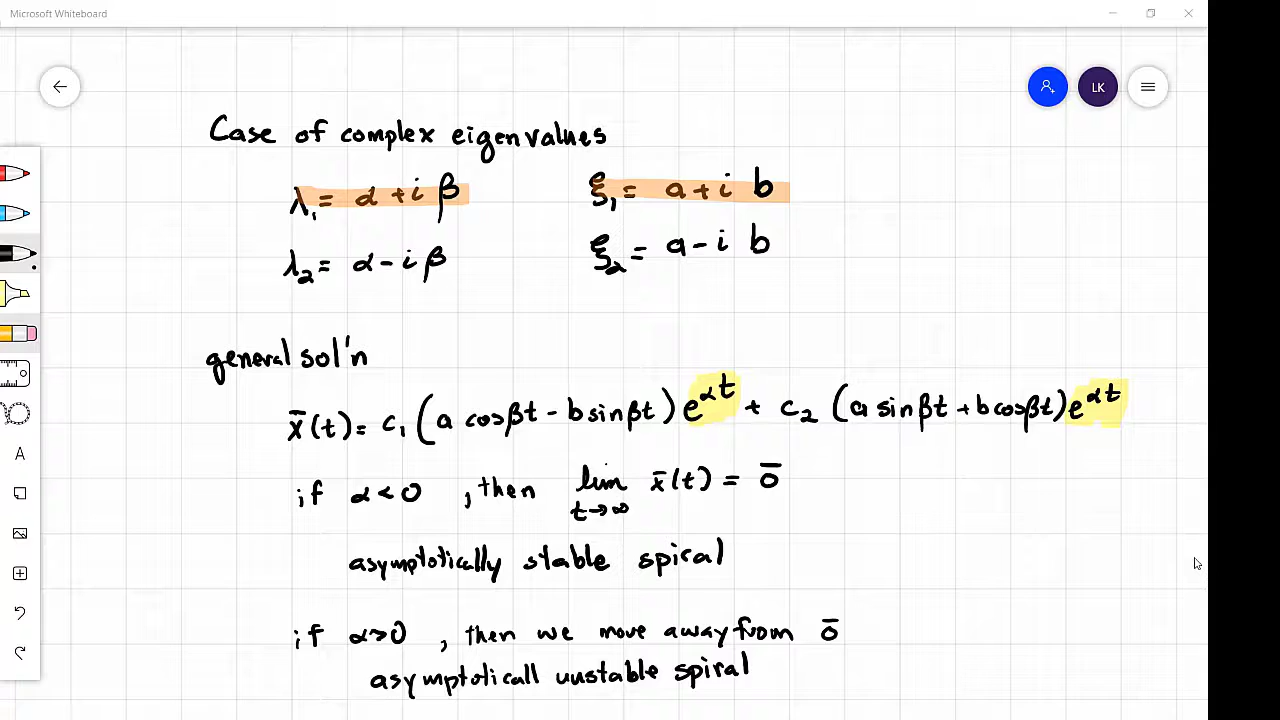 Microsoft Whiteboard
LK
Case of complex eigenvalues
λ₁ = α + i β    ξ₁ = a + i b
λ₂ = α - i β    ξ₂ = a - i b
general sol'n
x̄(t) = c₁ (a cosβt - b sinβt) e^{αt} + c₂ (a sinβt + b cosβt) e^{αt}
if α < 0 , then lim_{t→∞} x̄(t) = 0̄
asymptotically stable spiral
if α > 0 , then we move away from 0̄
asymptoticall unstable spiral
A